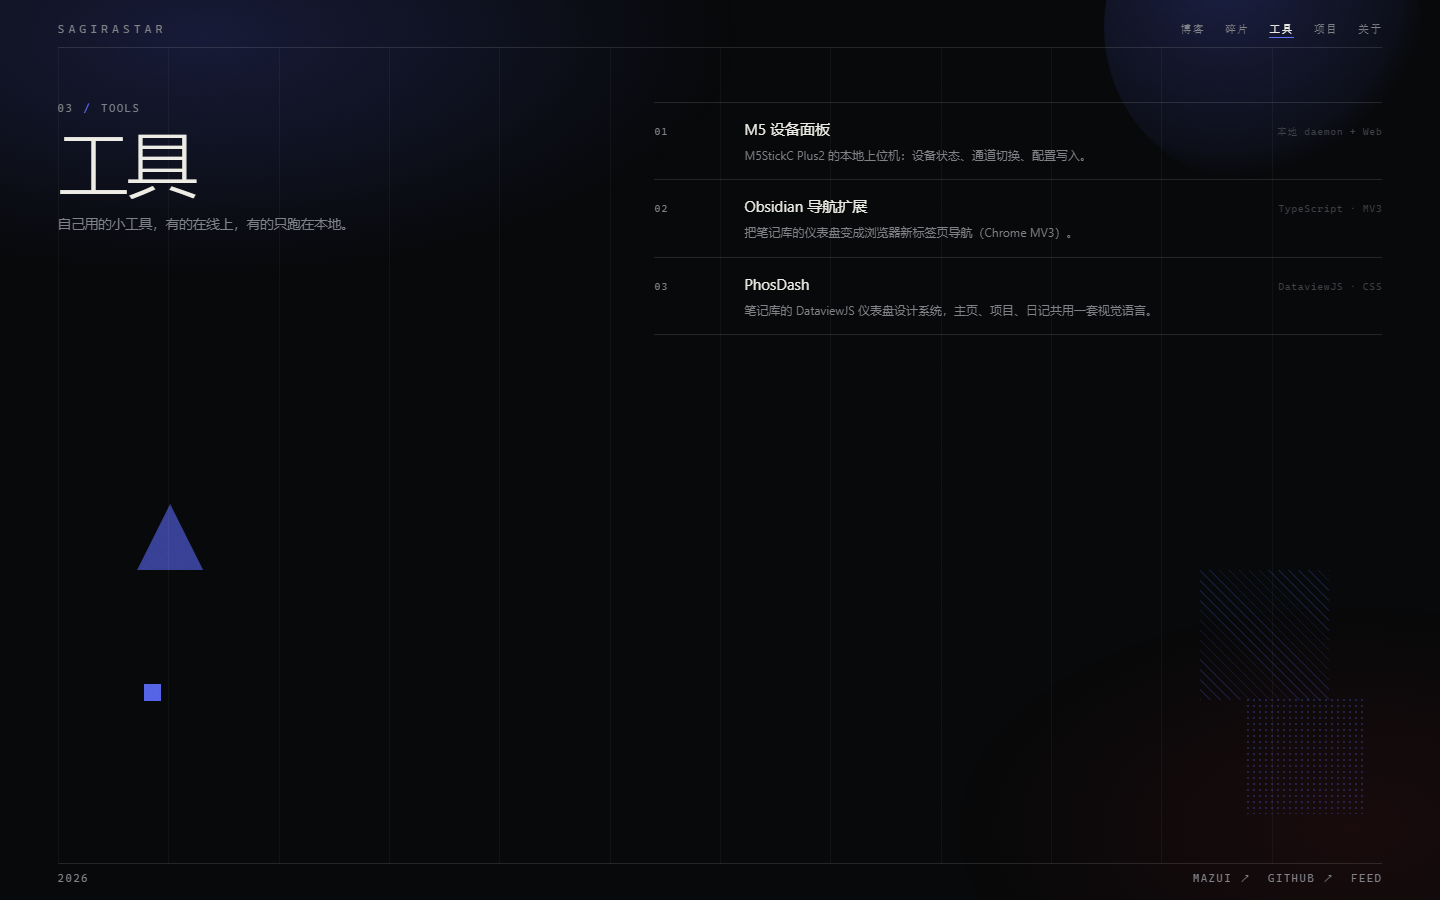 SAGIRASTAR
博客 碎片 工具 项目 关于
03 / TOOLS
工具
自己用的小工具，有的在线上，有的只跑在本地。
01 M5 设备面板 本地 daemon + Web
M5StickC Plus2 的本地上位机：设备状态、通道切换、配置写入。
02 Obsidian 导航扩展 TypeScript · MV3
把笔记库的仪表盘变成浏览器新标签页导航（Chrome MV3）。
03 PhosDash DataviewJS · CSS
笔记库的 DataviewJS 仪表盘设计系统，主页、项目、日记共用一套视觉语言。
2026 MAZUI ↗ GITHUB ↗ FEED